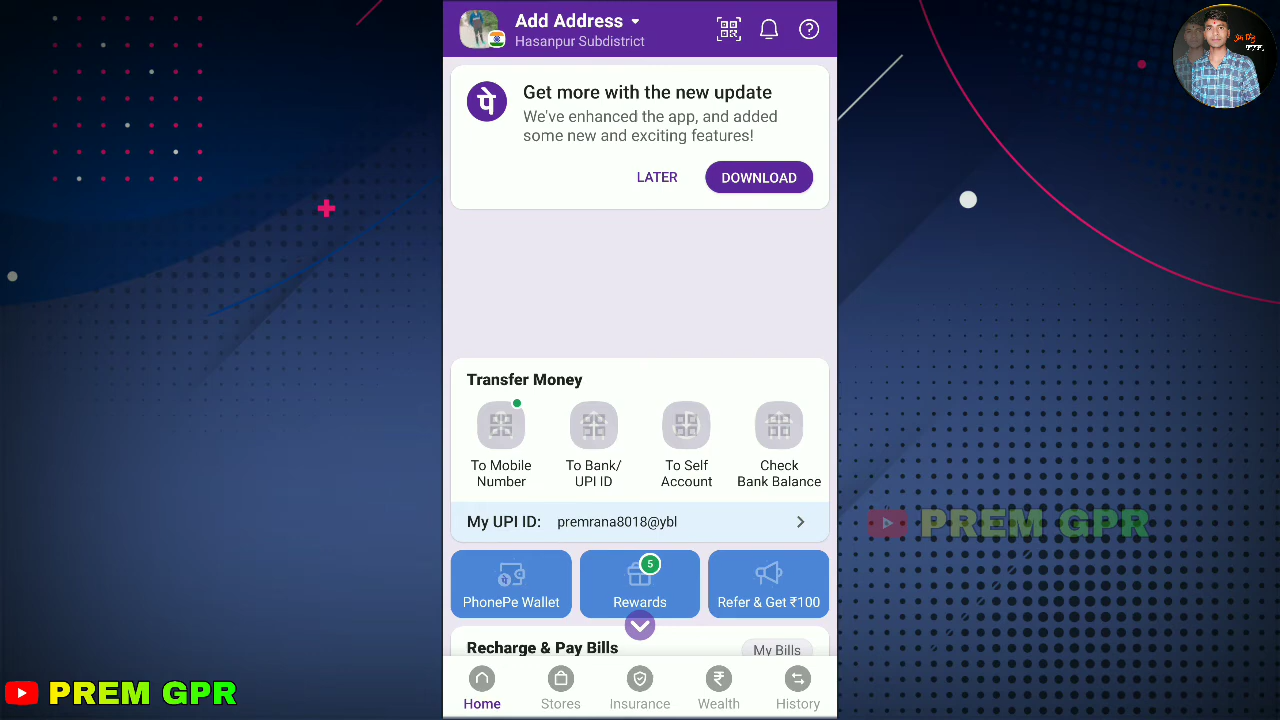 Add Address
Hasanpur Subdistrict
पे
Get more with the new update
We've enhanced the app, and added
some new and exciting features!
LATER
DOWNLOAD
Transfer Money
To Mobile
Number
To Bank/
UPI ID
To Self
Account
Check
Bank Balance
My UPI ID: premrana8018@ybl
5
PhonePe Wallet
Rewards
Refer & Get ₹100
Recharge & Pay Bills
My Bills
₹
Home
Stores
Insurance
Wealth
History
PREM GPR
PREM GPR